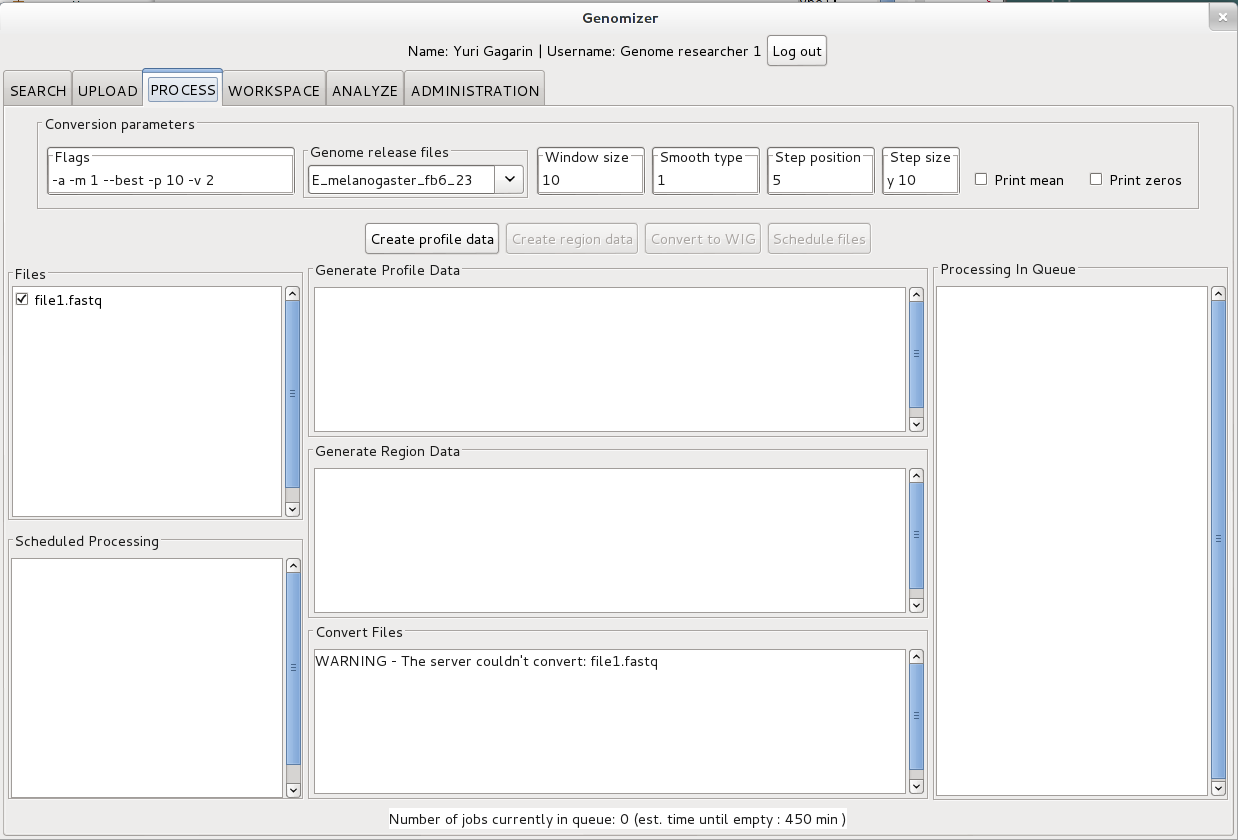 Genomizer
Name: Yuri Gagarin | Username: Genome researcher 1 Log out
SEARCH UPLOAD PROCESS WORKSPACE ANALYZE ADMINISTRATION
Conversion parameters
Flags
-a -m 1 --best -p 10 -v 2
Genome release files
E_melanogaster_fb6_23
Window size
10
Smooth type
1
Step position
5
Step size
y 10
Print mean
Print zeros
Create profile data Create region data Convert to WIG Schedule files
Files
file1.fastq
Scheduled Processing
Generate Profile Data
Generate Region Data
Convert Files
WARNING - The server couldn't convert: file1.fastq
Processing In Queue
Number of jobs currently in queue: 0 (est. time until empty : 450 min )